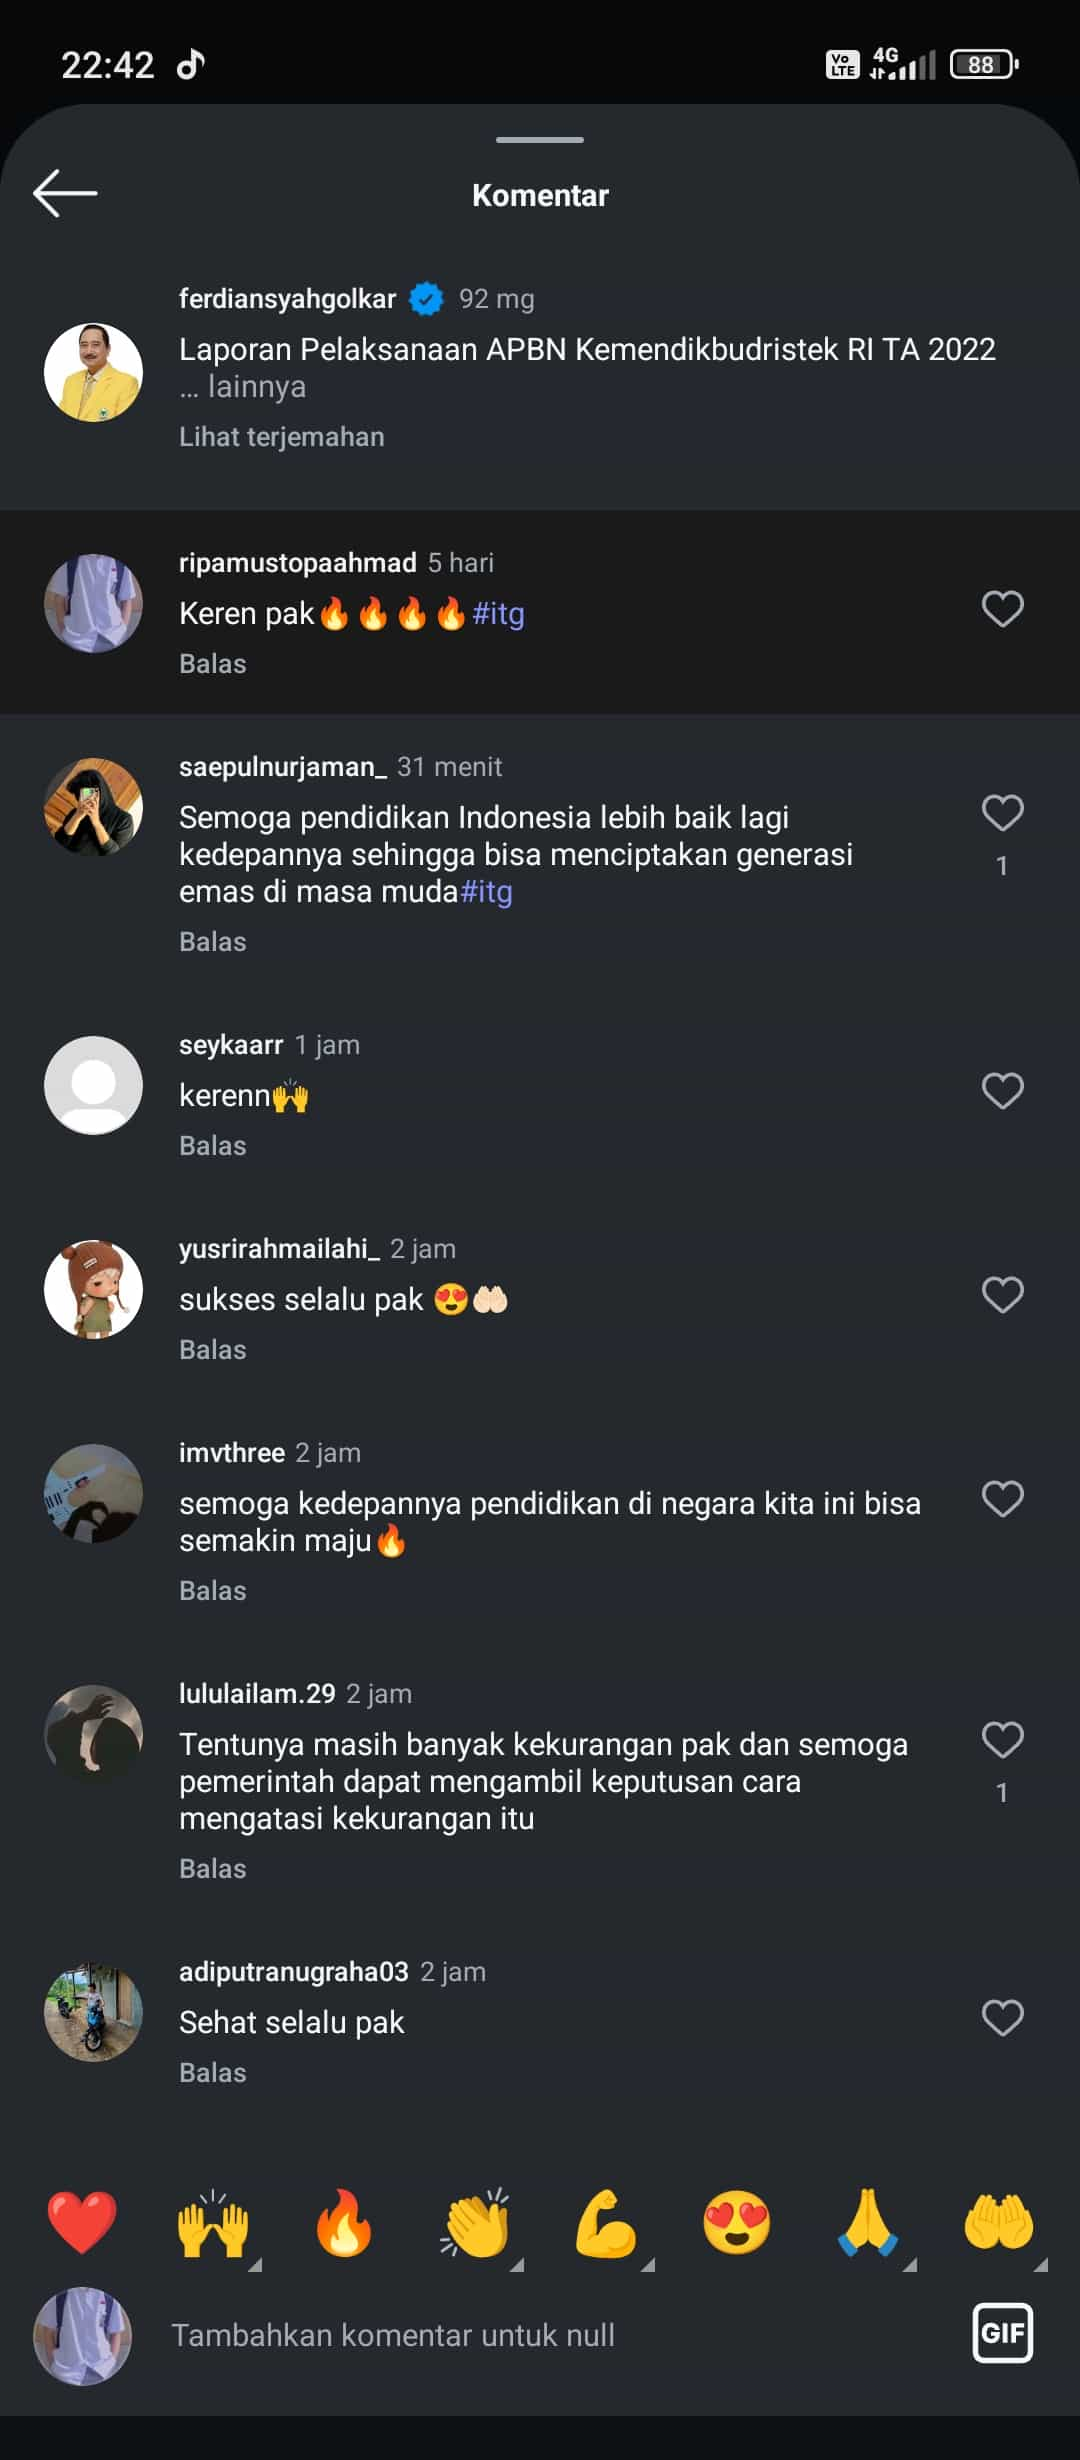 22:42
Vo LTE 4G 88
Komentar
ferdiansyahgolkar 92 mg
Laporan Pelaksanaan APBN Kemendikbudristek RI TA 2022
... lainnya
Lihat terjemahan
ripamustopaahmad 5 hari
Keren pak🔥🔥🔥🔥#itg
Balas
saepulnurjaman_ 31 menit
Semoga pendidikan Indonesia lebih baik lagi
kedepannya sehingga bisa menciptakan generasi
emas di masa muda#itg
1
Balas
seykaarr 1 jam
kerenn🙌
Balas
yusrirahmailahi_ 2 jam
sukses selalu pak 😍🤲🏻
Balas
imvthree 2 jam
semoga kedepannya pendidikan di negara kita ini bisa
semakin maju🔥
Balas
lululailam.29 2 jam
Tentunya masih banyak kekurangan pak dan semoga
pemerintah dapat mengambil keputusan cara
mengatasi kekurangan itu
1
Balas
adiputranugraha03 2 jam
Sehat selalu pak
Balas
❤️🙌🔥👏💪😍🙏🤲
Tambahkan komentar untuk null
GIF